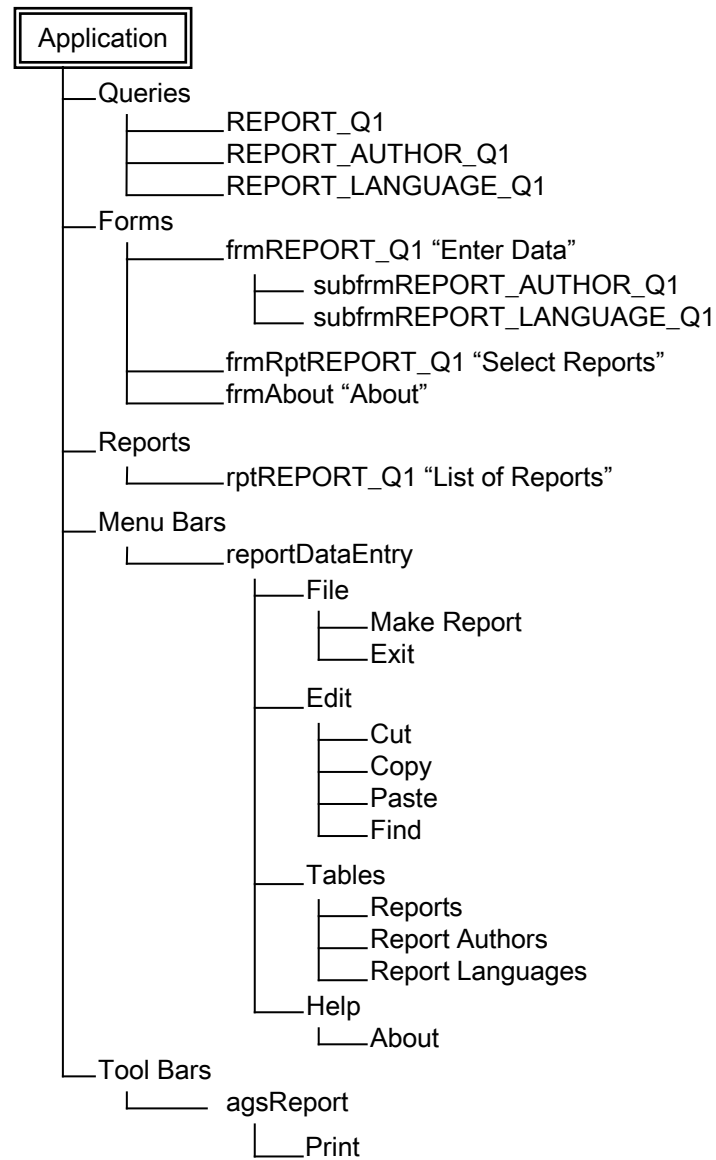 Application
Queries
REPORT_Q1
REPORT_AUTHOR_Q1
REPORT_LANGUAGE_Q1
Forms
frmREPORT_Q1 “Enter Data”
subfrmREPORT_AUTHOR_Q1
subfrmREPORT_LANGUAGE_Q1
frmRptREPORT_Q1 “Select Reports”
frmAbout “About”
Reports
rptREPORT_Q1 “List of Reports”
Menu Bars
reportDataEntry
File
Make Report
Exit
Edit
Cut
Copy
Paste
Find
Tables
Reports
Report Authors
Report Languages
Help
About
Tool Bars
agsReport
Print